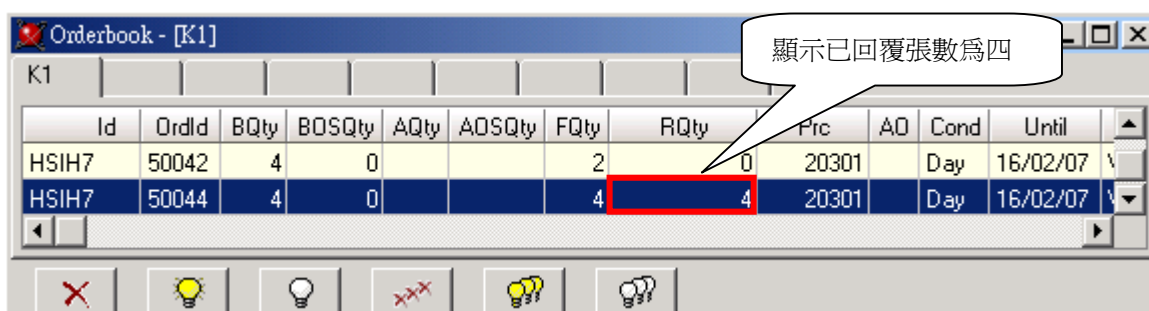 Orderbook - [K1]
顯示已回覆張數爲四
K1
Id OrdId BQty BOSQty AQty AOSQty FQty RQty Prc AO Cond Until
HSIH7 50042 4 0 2 0 20301 Day 16/02/07
HSIH7 50044 4 0 4 4 20301 Day 16/02/07